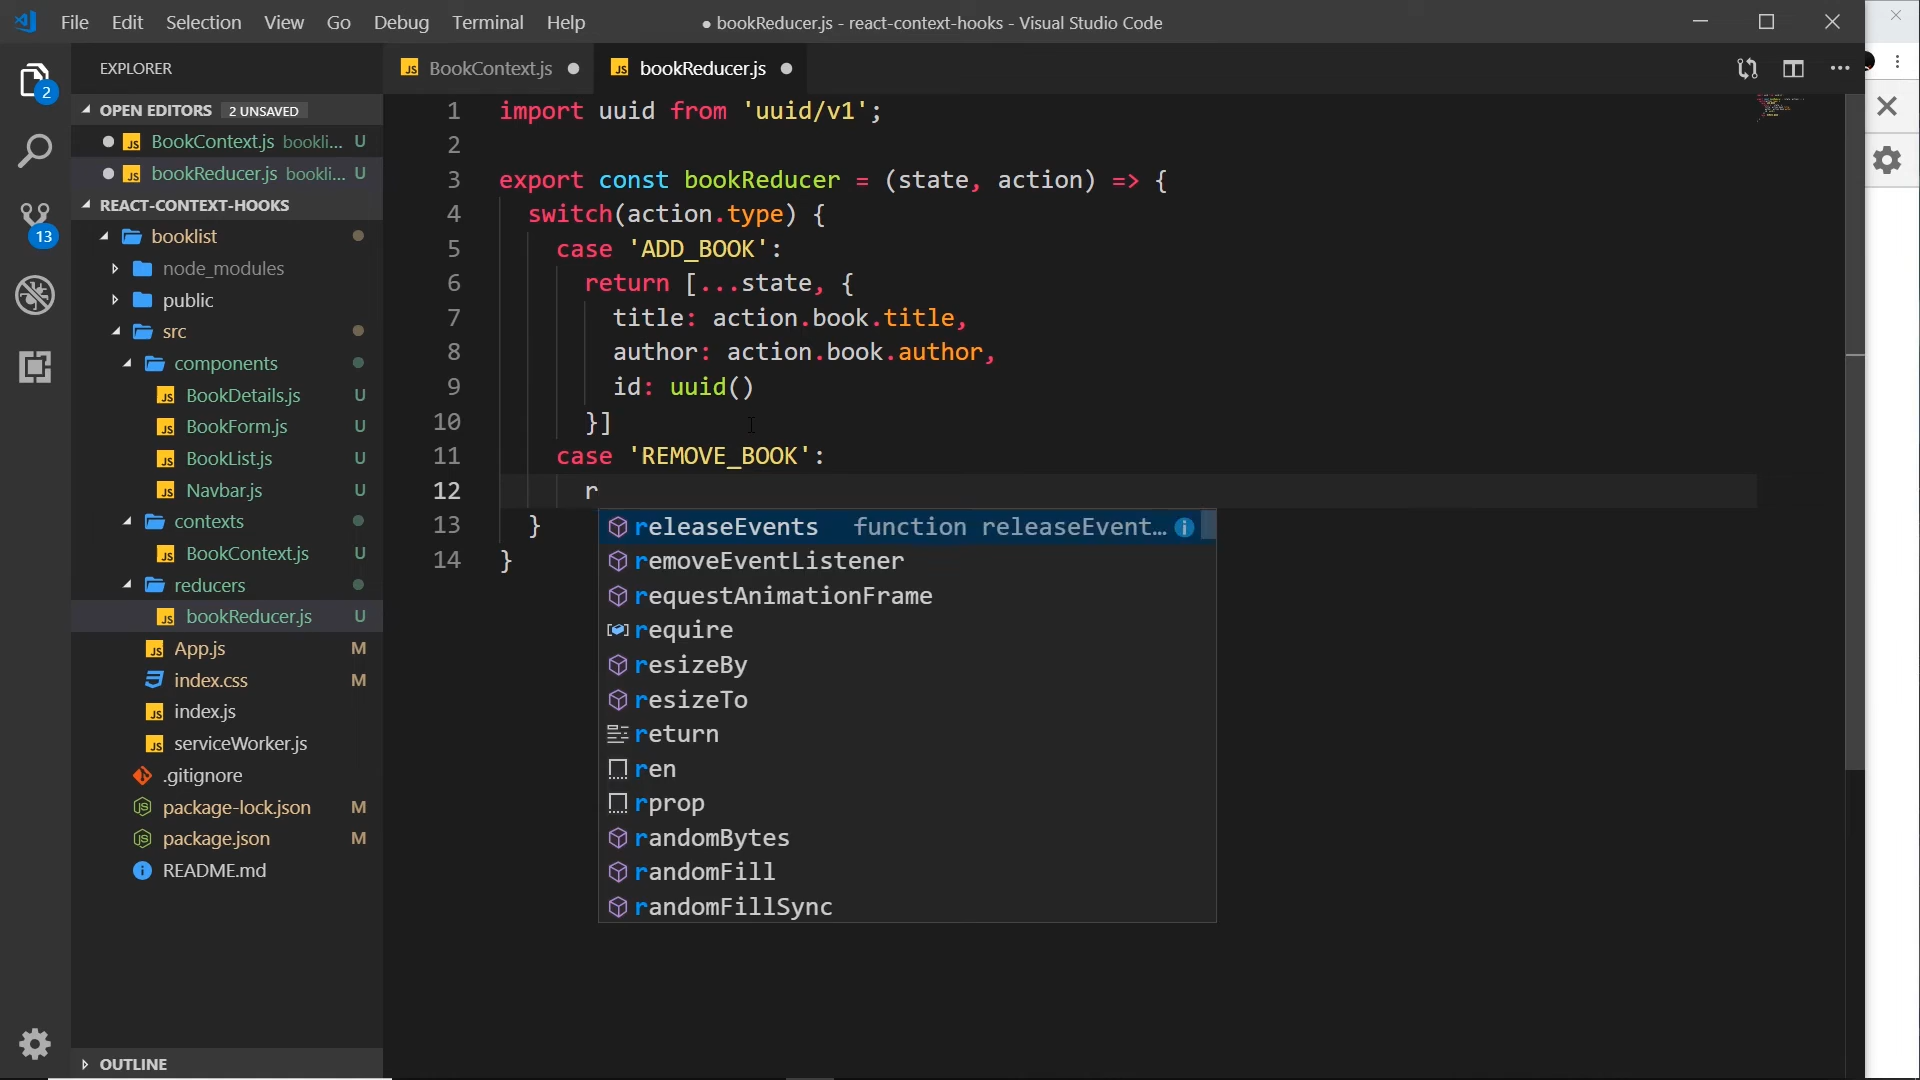 File Edit Selection View Go Debug Terminal Help
● bookReducer.js - react-context-hooks - Visual Studio Code
EXPLORER
OPEN EDITORS 2 UNSAVED
BookContext.js bookli... U
bookReducer.js bookli... U
REACT-CONTEXT-HOOKS
booklist
node_modules
public
src
components
BookDetails.js U
BookForm.js U
BookList.js U
Navbar.js U
contexts
BookContext.js U
reducers
bookReducer.js U
App.js M
index.css M
index.js
serviceWorker.js
.gitignore
package-lock.json M
package.json M
README.md
OUTLINE
2
13
BookContext.js
bookReducer.js
1 import uuid from 'uuid/v1';
2
3 export const bookReducer = (state, action) => {
4 switch(action.type) {
5 case 'ADD_BOOK':
6 return [...state, {
7 title: action.book.title,
8 author: action.book.author,
9 id: uuid()
10 }]
11 case 'REMOVE_BOOK':
12 r
13 }
14 }
releaseEvents function releaseEvent...
removeEventListener
requestAnimationFrame
require
resizeBy
resizeTo
return
ren
rprop
randomBytes
randomFill
randomFillSync